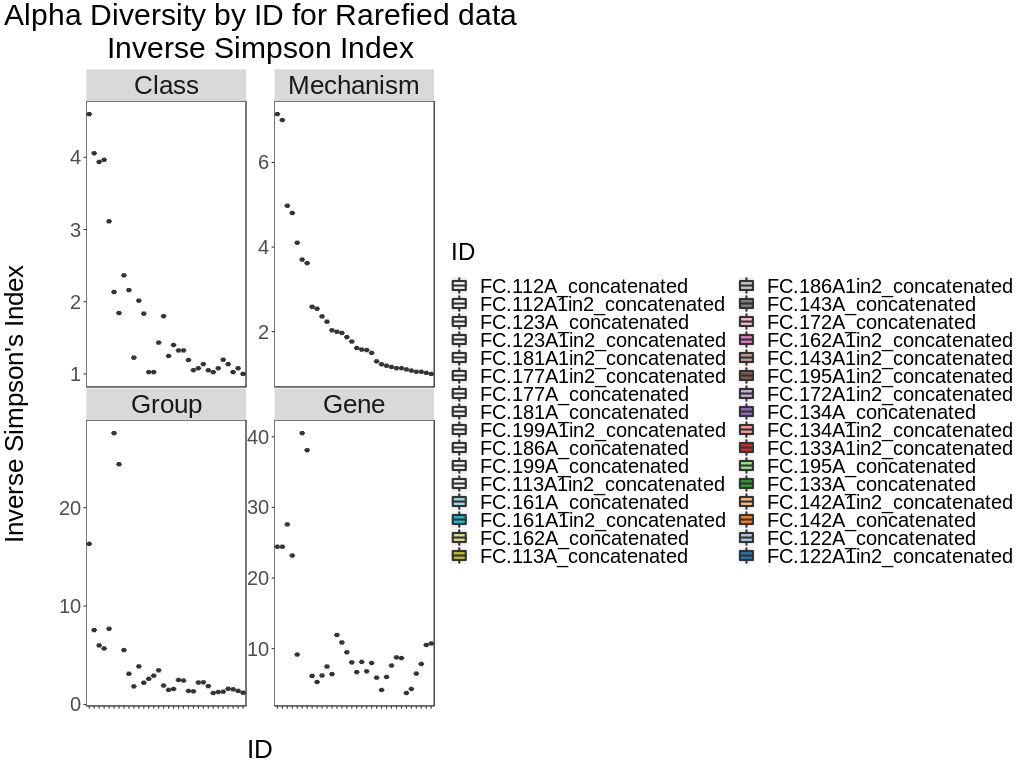 Alpha Diversity by ID for Rarefied data
Inverse Simpson Index
Class
Mechanism
4
3
2
1
6
4
2
Group
Gene
20
10
0
40
30
20
10
Inverse Simpson's Index
ID
ID
FC.112A_concatenated
FC.112A1in2_concatenated
FC.123A_concatenated
FC.123A1in2_concatenated
FC.181A1in2_concatenated
FC.177A1in2_concatenated
FC.177A_concatenated
FC.181A_concatenated
FC.199A1in2_concatenated
FC.186A_concatenated
FC.199A_concatenated
FC.113A1in2_concatenated
FC.161A_concatenated
FC.161A1in2_concatenated
FC.162A_concatenated
FC.113A_concatenated
FC.186A1in2_concatenated
FC.143A_concatenated
FC.172A_concatenated
FC.162A1in2_concatenated
FC.143A1in2_concatenated
FC.195A1in2_concatenated
FC.172A1in2_concatenated
FC.134A_concatenated
FC.134A1in2_concatenated
FC.133A1in2_concatenated
FC.195A_concatenated
FC.133A_concatenated
FC.142A1in2_concatenated
FC.142A_concatenated
FC.122A_concatenated
FC.122A1in2_concatenated